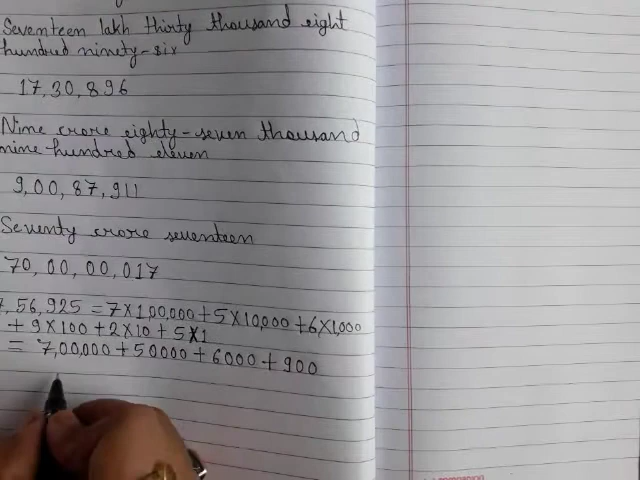 Seventeen lakh thirty thousand eight
hundred ninety-six
17,30,896
Nine crore eighty-seven thousand
nine hundred eleven
9,00,87,911
Seventy crore seventeen
70,00,00,017
7,56,925 = 7×1,00,000 + 5×10,000 + 6×1,000
+ 9×100 + 2×10 + 5×1
= 7,00,000 + 50000 + 6000 + 900